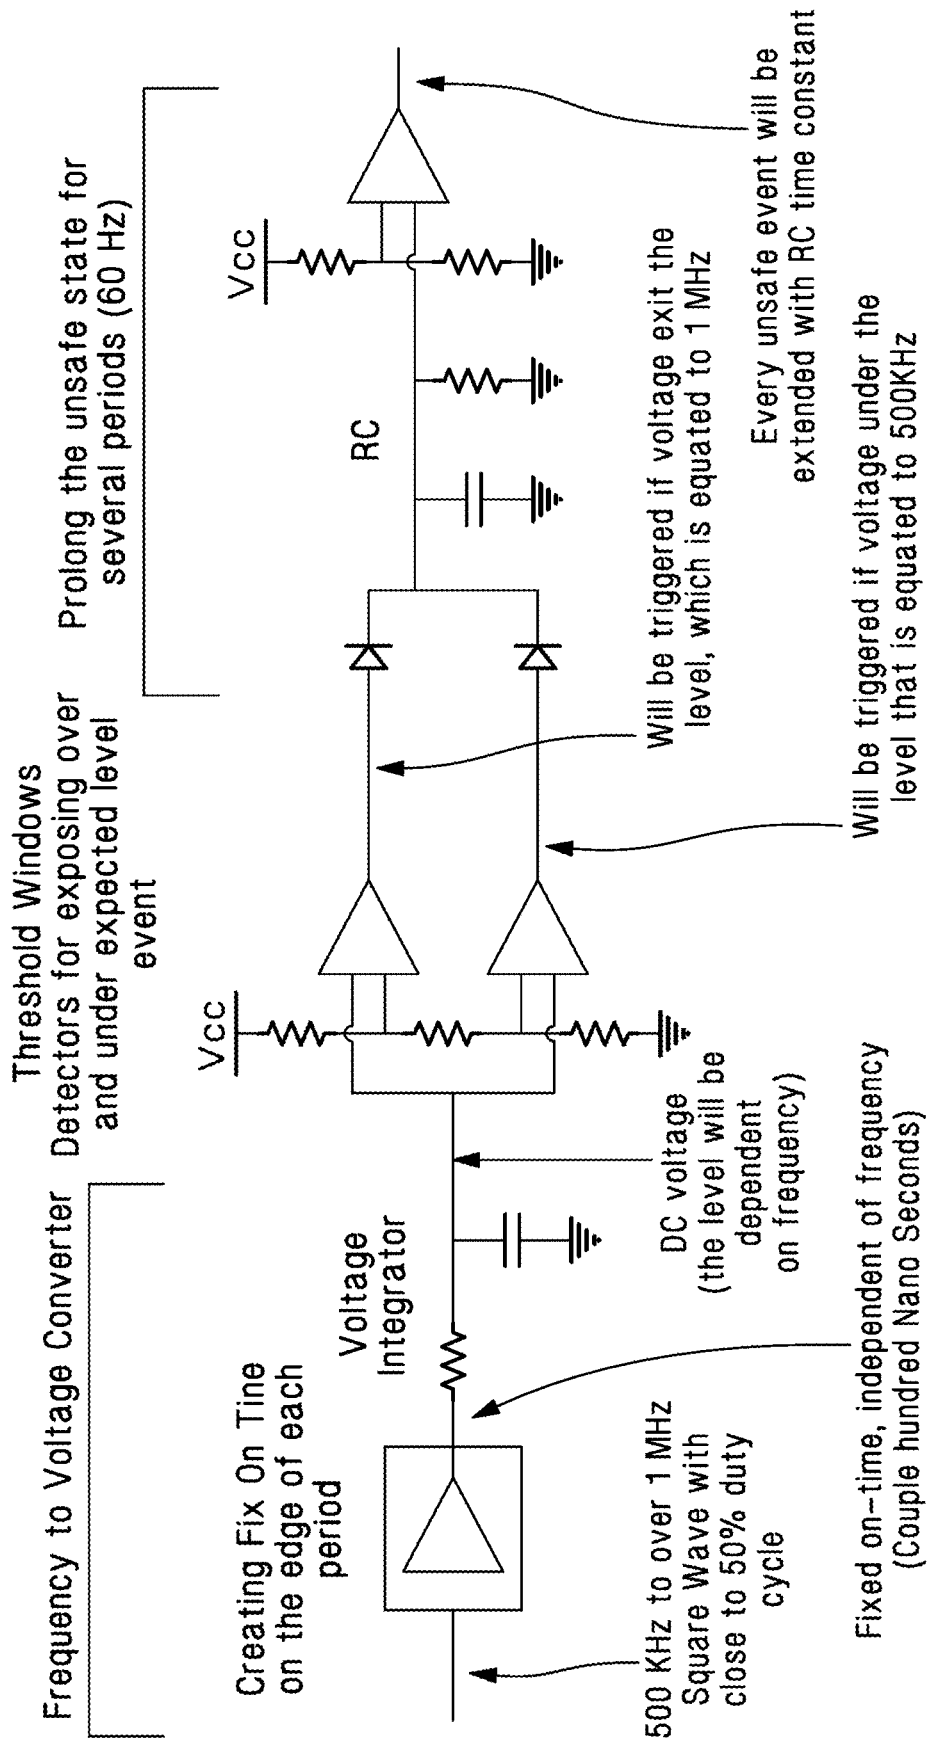 Frequency to Voltage Converter
Creating Fix On Tine
on the edge of each
period
Voltage
Integrator
500 KHz to over 1 MHz
Square Wave with
close to 50% duty
cycle
Fixed on-time, independent of frequency
(Couple hundred Nano Seconds)
DC voltage
(the level will be
dependent
on frequency)
Threshold Windows
Detectors for exposing over
and under expected level
event
Vcc
Will be triggered if voltage exit the
level, which is equated to 1 MHz
Will be triggered if voltage under the
level that is equated to 500KHz
Prolong the unsafe state for
several periods (60 Hz)
RC
Vcc
Every unsafe event will be
extended with RC time constant